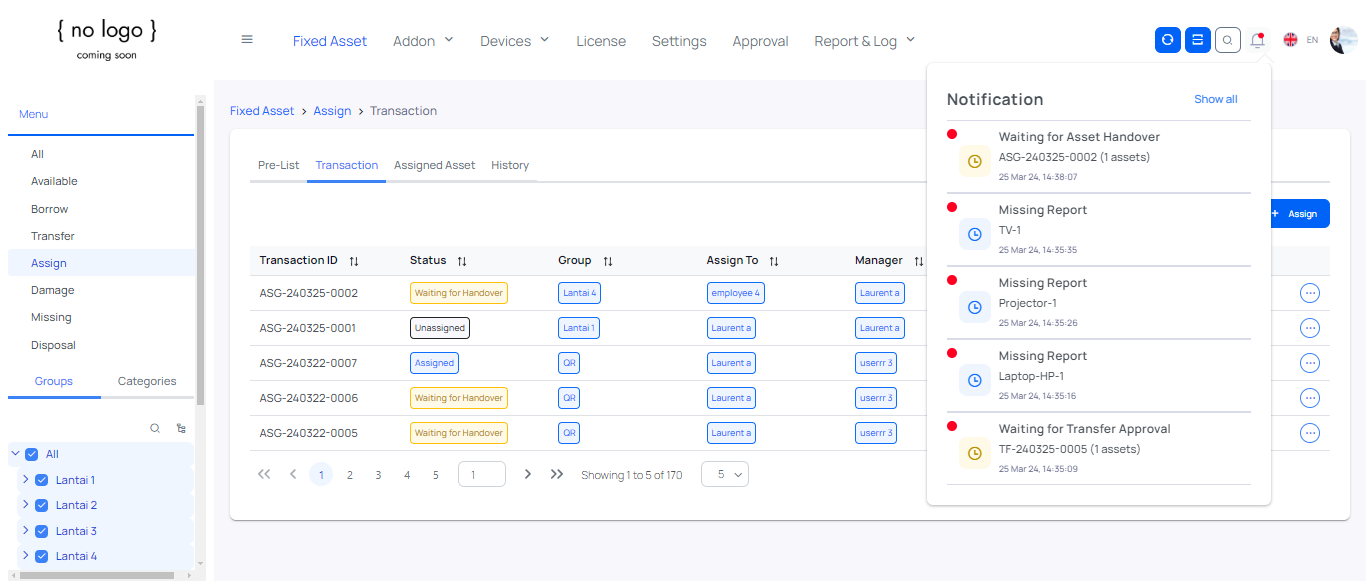 { no logo }
coming soon
Fixed Asset Addon Devices License Settings Approval Report & Log
EN
Menu
All
Available
Borrow
Transfer
Assign
Damage
Missing
Disposal
Groups Categories
All
Lantai 1
Lantai 2
Lantai 3
Lantai 4
Fixed Asset > Assign > Transaction
Pre-List Transaction Assigned Asset History
+ Assign
Transaction ID Status Group Assign To Manager
ASG-240325-0002 Waiting for Handover Lantai 4 employee 4 Laurent a
ASG-240325-0001 Unassigned Lantai 1 Laurent a Laurent a
ASG-240322-0007 Assigned QR Laurent a userrr 3
ASG-240322-0006 Waiting for Handover QR Laurent a userrr 3
ASG-240322-0005 Waiting for Handover QR Laurent a userrr 3
1 2 3 4 5 1 Showing 1 to 5 of 170 5
Notification Show all
Waiting for Asset Handover
ASG-240325-0002 (1 assets)
25 Mar 24, 14:38:07
Missing Report
TV-1
25 Mar 24, 14:35:35
Missing Report
Projector-1
25 Mar 24, 14:35:26
Missing Report
Laptop-HP-1
25 Mar 24, 14:35:16
Waiting for Transfer Approval
TF-240325-0005 (1 assets)
25 Mar 24, 14:35:09